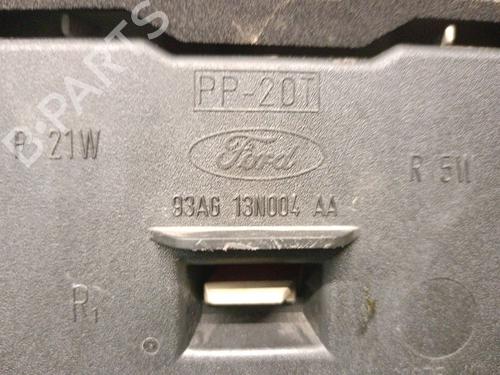 PP-20T
P 21W
Ford
R 5W
93AG 13N004 AA
R1
B-PARTS